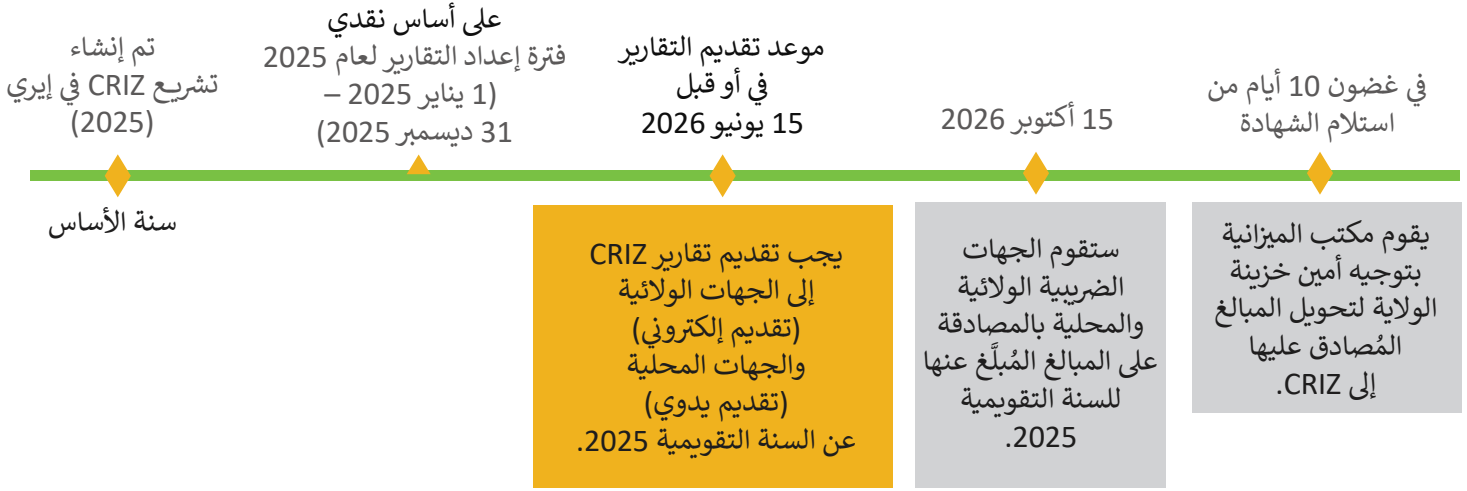 تم إنشاء
تشريع CRIZ في إيري
(2025)
سنة الأساس
على أساس نقدي
فترة إعداد التقارير لعام 2025
(1 يناير 2025 –
31 ديسمبر 2025)
موعد تقديم التقارير
في أو قبل
15 يونيو 2026
يجب تقديم تقارير CRIZ
إلى الجهات الولائية
(تقديم إلكتروني)
والجهات المحلية
(تقديم يدوي)
عن السنة التقويمية 2025.
15 أكتوبر 2026
ستقوم الجهات
الضريبية الولائية
والمحلية بالمصادقة
على المبالغ المُبلَّغ عنها
للسنة التقويمية
2025.
في غضون 10 أيام من
استلام الشهادة
يقوم مكتب الميزانية
بتوجيه أمين خزينة
الولاية لتحويل المبالغ
المُصادق عليها
إلى CRIZ.